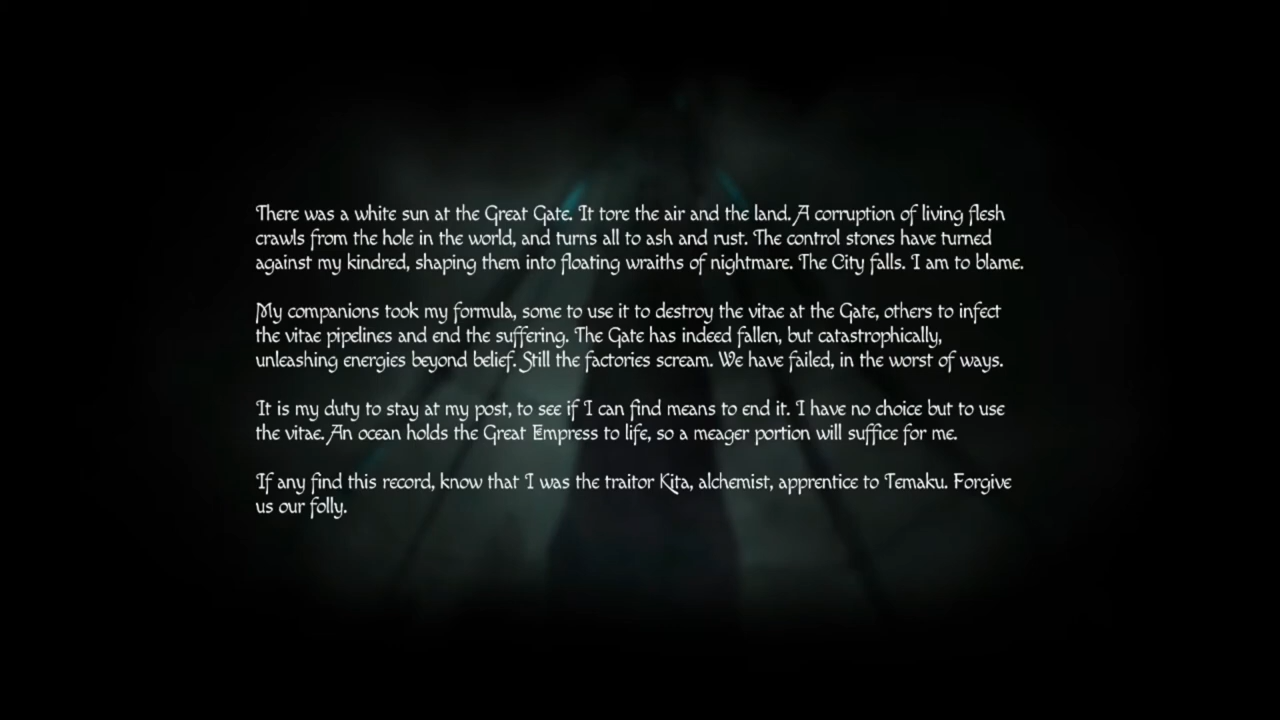 There was a white sun at the Great Gate. It tore the air and the land. A corruption of living flesh
crawls from the hole in the world, and turns all to ash and rust. The control stones have turned
against my kindred, shaping them into floating wraiths of nightmare. The City falls. I am to blame.
My companions took my formula, some to use it to destroy the vitae at the Gate, others to infect
the vitae pipelines and end the suffering. The Gate has indeed fallen, but catastrophically,
unleashing energies beyond belief. Still the factories scream. We have failed, in the worst of ways.
It is my duty to stay at my post, to see if I can find means to end it. I have no choice but to use
the vitae. An ocean holds the Great Empress to life, so a meager portion will suffice for me.
If any find this record, know that I was the traitor Kita, alchemist, apprentice to Temaku. Forgive
us our folly.